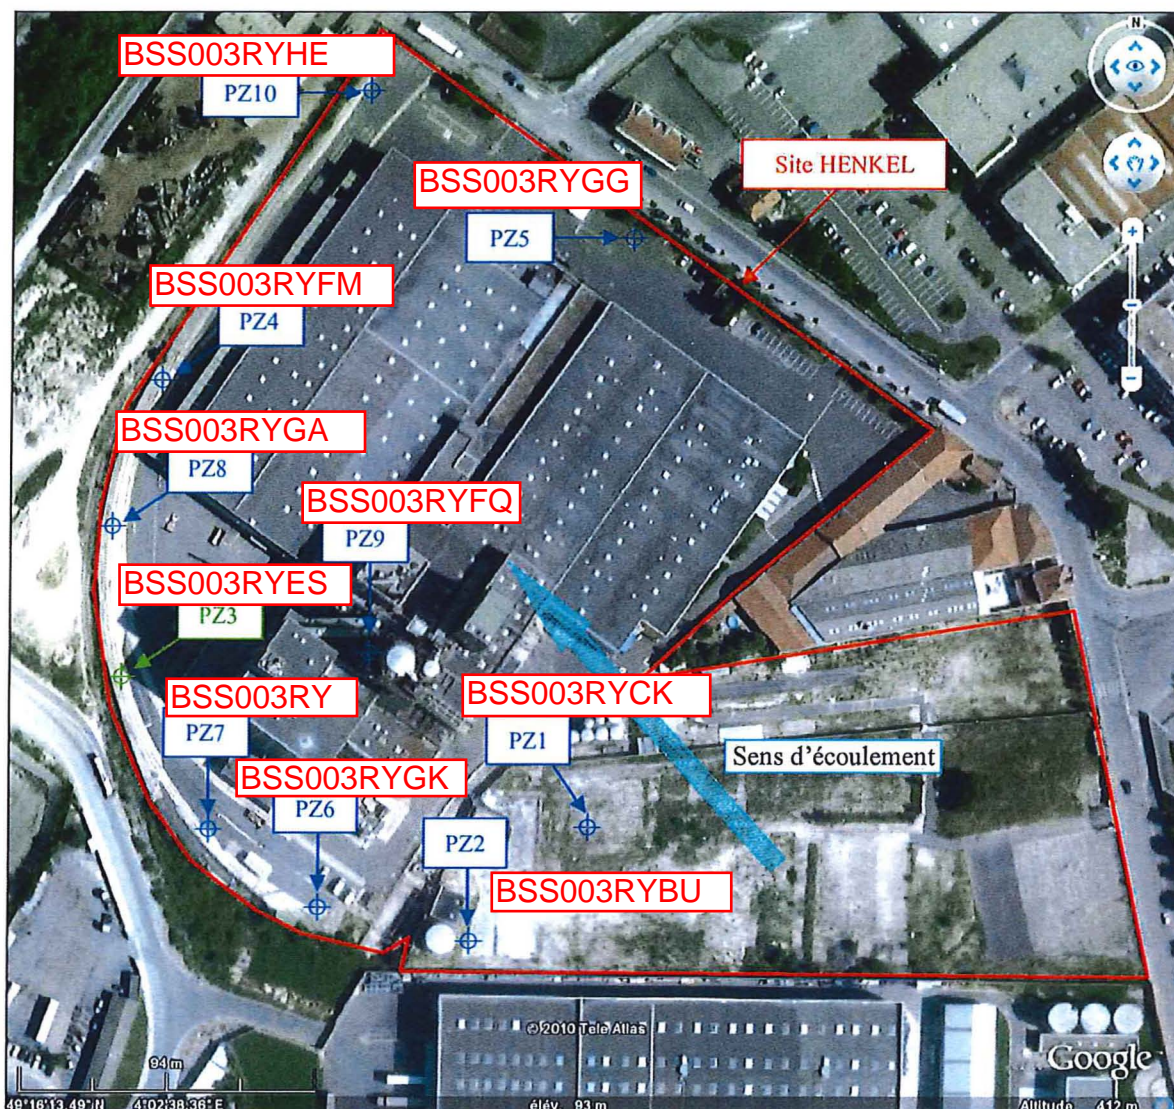 N
BSS003RYHE
PZ10
Site HENKEL
BSS003RYGG
PZ5
BSS003RYFM
PZ4
BSS003RYGA
PZ8
BSS003RYFQ
PZ9
BSS003RYES
PZ3
BSS003RY
PZ7
BSS003RYCK
PZ1
Sens d'écoulement
BSS003RYGK
PZ6
PZ2
BSS003RYBU
© 2010 Tele Atlas
Google
94 m
49°16'13.49" N 4°02'38.36" E élév. 93 m Altitude 412 m